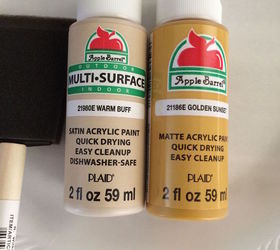 Apple Barrel
OUTDOOR
MULTI-SURFACE
INDOOR
21980E WARM BUFF
SATIN ACRYLIC PAINT
QUICK DRYING
EASY CLEANUP
DISHWASHER-SAFE
PLAID
2 fl oz 59 ml
Apple Barrel
21186E GOLDEN SUNSET
MATTE ACRYLIC PAINT
QUICK DRYING
EASY CLEANUP
PLAID
2 fl oz 59 ml